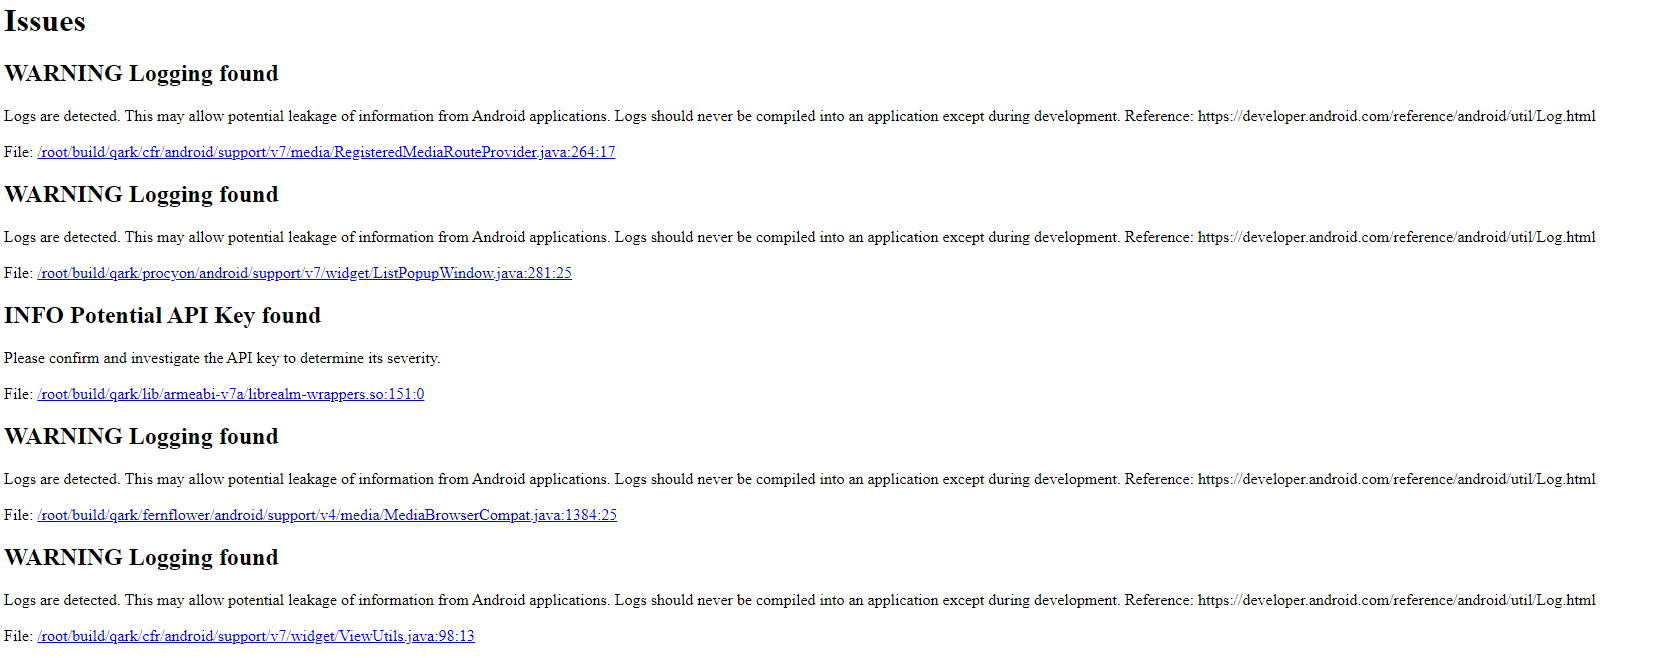 Issues
WARNING Logging found
Logs are detected. This may allow potential leakage of information from Android applications. Logs should never be compiled into an application except during development. Reference: https://developer.android.com/reference/android/util/Log.html
File: /root/build/qark/cfr/android/support/v7/media/RegisteredMediaRouteProvider.java:264:17
WARNING Logging found
Logs are detected. This may allow potential leakage of information from Android applications. Logs should never be compiled into an application except during development. Reference: https://developer.android.com/reference/android/util/Log.html
File: /root/build/qark/procyon/android/support/v7/widget/ListPopupWindow.java:281:25
INFO Potential API Key found
Please confirm and investigate the API key to determine its severity.
File: /root/build/qark/lib/armeabi-v7a/librealm-wrappers.so:151:0
WARNING Logging found
Logs are detected. This may allow potential leakage of information from Android applications. Logs should never be compiled into an application except during development. Reference: https://developer.android.com/reference/android/util/Log.html
File: /root/build/qark/fernflower/android/support/v4/media/MediaBrowserCompat.java:1384:25
WARNING Logging found
Logs are detected. This may allow potential leakage of information from Android applications. Logs should never be compiled into an application except during development. Reference: https://developer.android.com/reference/android/util/Log.html
File: /root/build/qark/cfr/android/support/v7/widget/ViewUtils.java:98:13